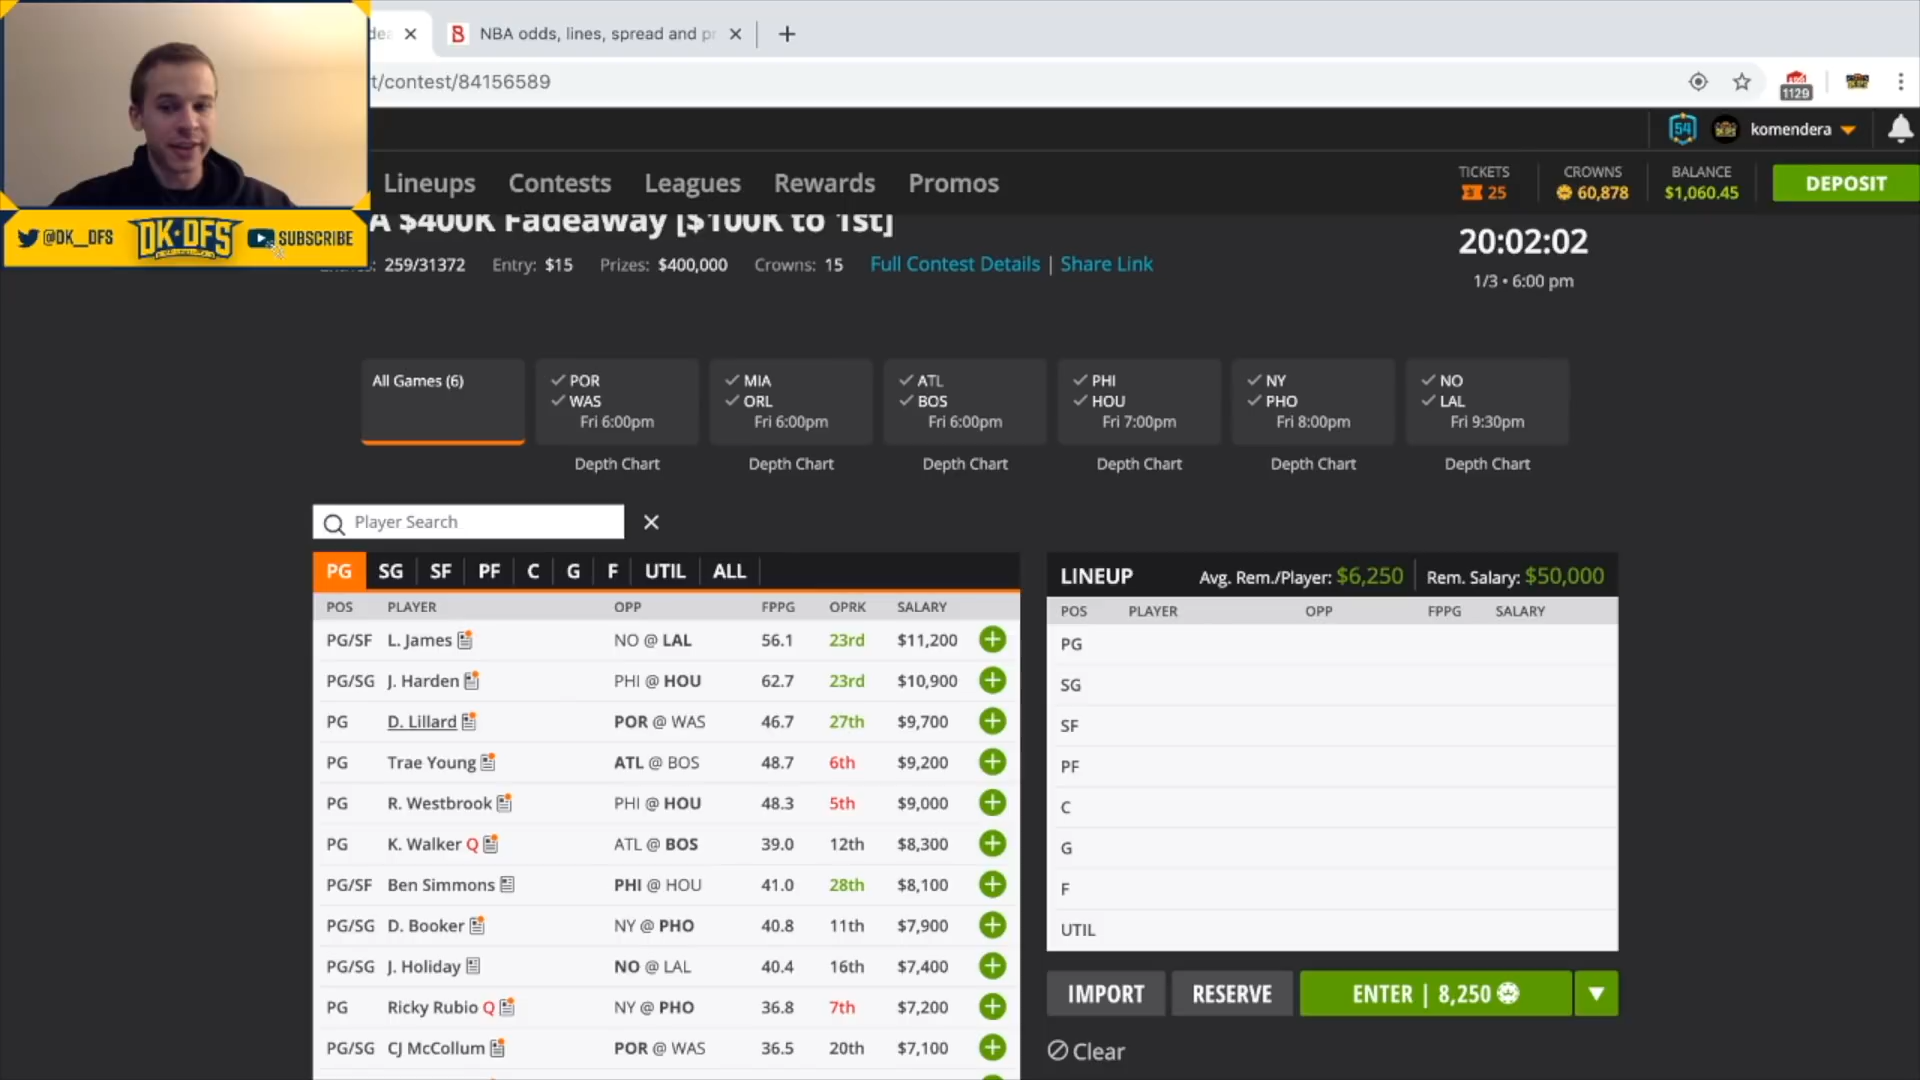 NBA odds, lines, spread and pr
t/contest/84156589
1129
54
komendera
Lineups
Contests
Leagues
Rewards
Promos
TICKETS
25
CROWNS
60,878
BALANCE
$1,060.45
DEPOSIT
@DK__DFS
DK DFS
SUBSCRIBE
A $400K Fadeaway [$100K to 1st]
259/31372 Entry: $15 Prizes: $400,000 Crowns: 15 Full Contest Details | Share Link
20:02:02
1/3 • 6:00 pm
All Games (6)
POR
WAS
Fri 6:00pm
MIA
ORL
Fri 6:00pm
ATL
BOS
Fri 6:00pm
PHI
HOU
Fri 7:00pm
NY
PHO
Fri 8:00pm
NO
LAL
Fri 9:30pm
Depth Chart
Depth Chart
Depth Chart
Depth Chart
Depth Chart
Depth Chart
Player Search
PG SG SF PF C G F UTIL ALL
POS PLAYER OPP FPPG OPRK SALARY
PG/SF L. James NO @ LAL 56.1 23rd $11,200
PG/SG J. Harden PHI @ HOU 62.7 23rd $10,900
PG D. Lillard POR @ WAS 46.7 27th $9,700
PG Trae Young ATL @ BOS 48.7 6th $9,200
PG R. Westbrook PHI @ HOU 48.3 5th $9,000
PG K. Walker Q ATL @ BOS 39.0 12th $8,300
PG/SF Ben Simmons PHI @ HOU 41.0 28th $8,100
PG/SG D. Booker NY @ PHO 40.8 11th $7,900
PG/SG J. Holiday NO @ LAL 40.4 16th $7,400
PG Ricky Rubio Q NY @ PHO 36.8 7th $7,200
PG/SG CJ McCollum POR @ WAS 36.5 20th $7,100
LINEUP Avg. Rem./Player: $6,250 Rem. Salary: $50,000
POS PLAYER OPP FPPG SALARY
PG
SG
SF
PF
C
G
F
UTIL
IMPORT
RESERVE
ENTER | 8,250
Clear